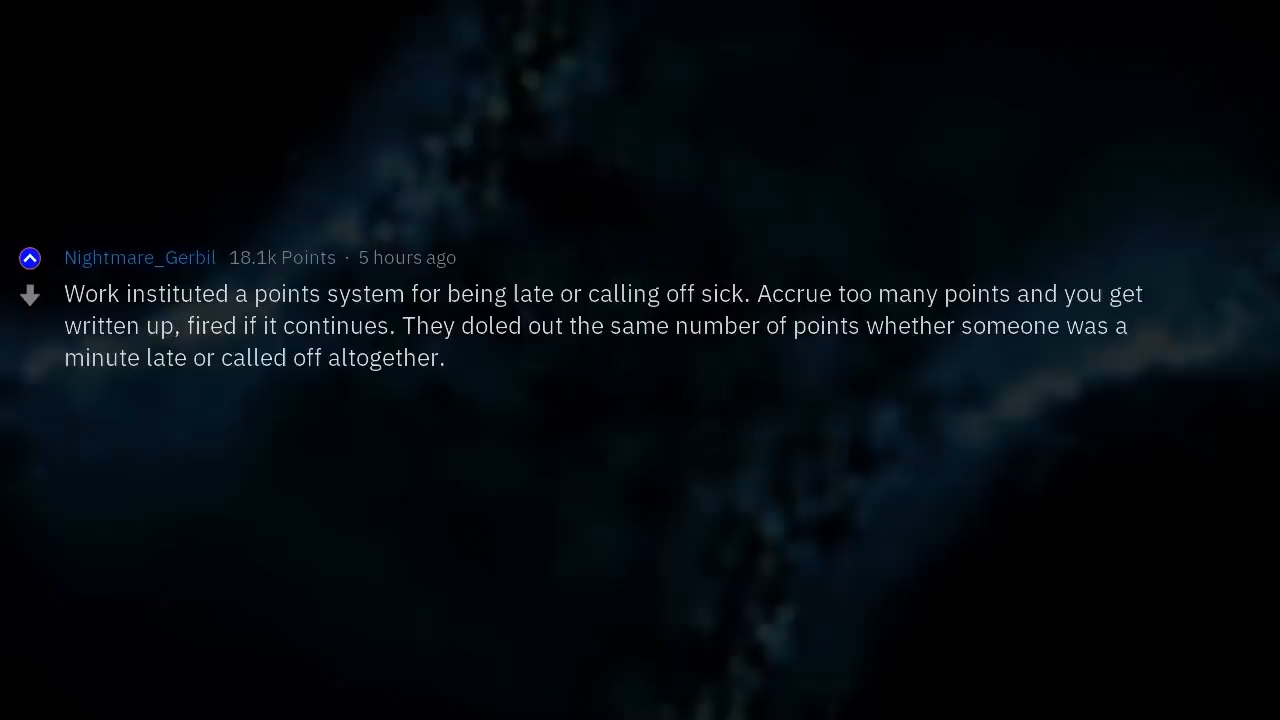 Nightmare_Gerbil 18.1k Points · 5 hours ago
Work instituted a points system for being late or calling off sick. Accrue too many points and you get
written up, fired if it continues. They doled out the same number of points whether someone was a
minute late or called off altogether.